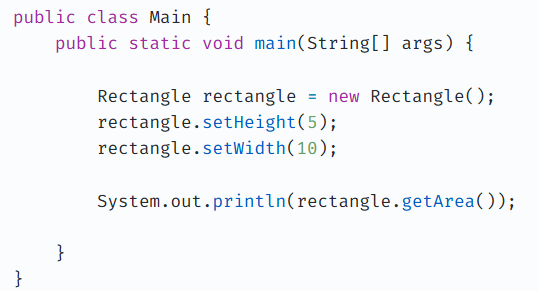 public class Main {
    public static void main(String[] args) {
        Rectangle rectangle = new Rectangle();
        rectangle.setHeight(5);
        rectangle.setWidth(10);
        System.out.println(rectangle.getArea());
    }
}